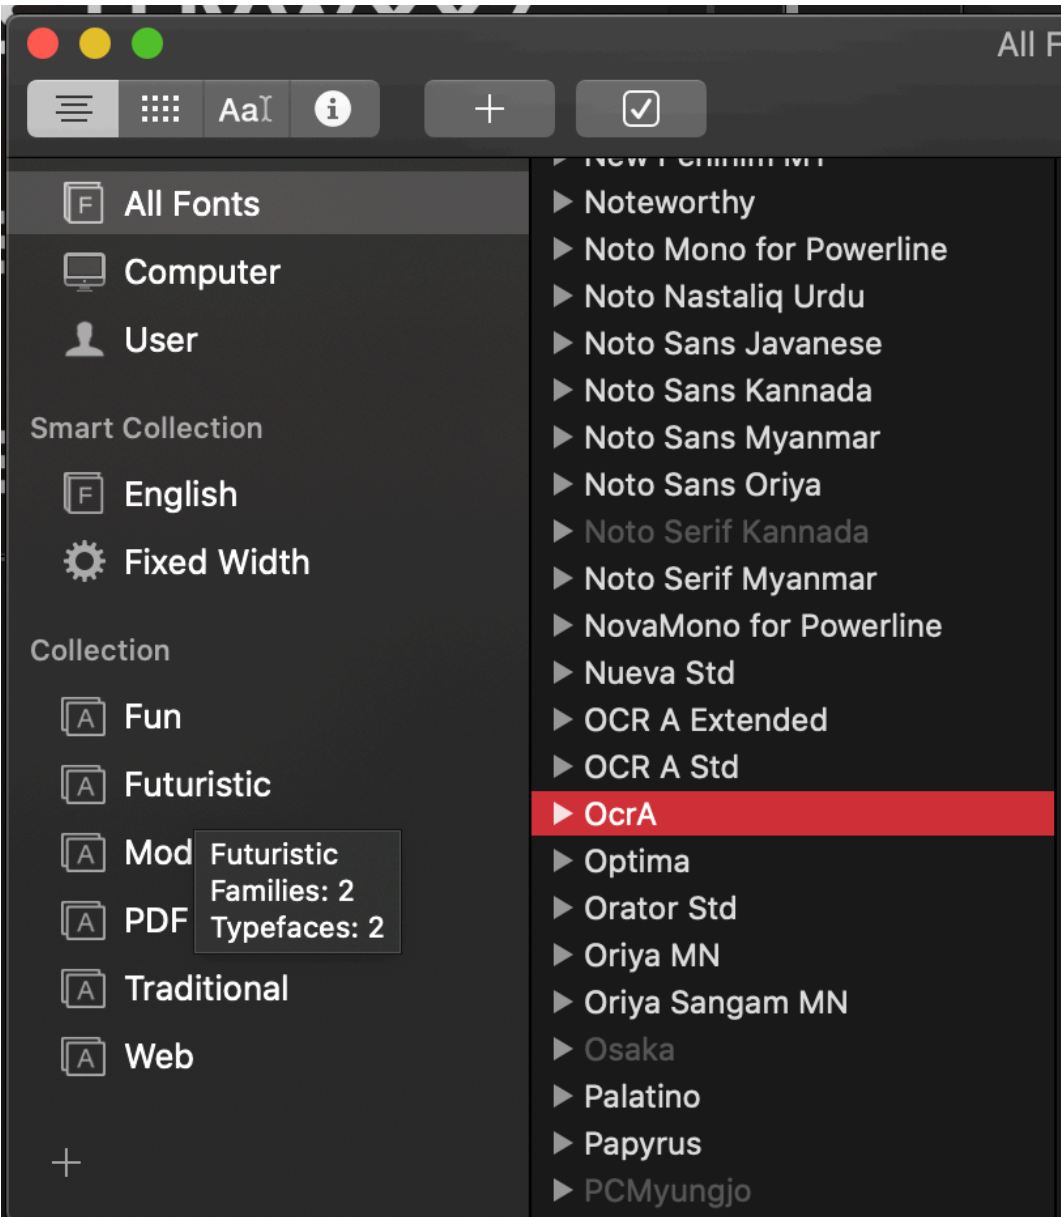 All F
Aa
New Peninim MT
All Fonts
Computer
User
Smart Collection
English
Fixed Width
Collection
Fun
Futuristic
Mod
PDF
Traditional
Web
Futuristic
Families: 2
Typefaces: 2
Noteworthy
Noto Mono for Powerline
Noto Nastaliq Urdu
Noto Sans Javanese
Noto Sans Kannada
Noto Sans Myanmar
Noto Sans Oriya
Noto Serif Kannada
Noto Serif Myanmar
NovaMono for Powerline
Nueva Std
OCR A Extended
OCR A Std
OcrA
Optima
Orator Std
Oriya MN
Oriya Sangam MN
Osaka
Palatino
Papyrus
PCMyungjo